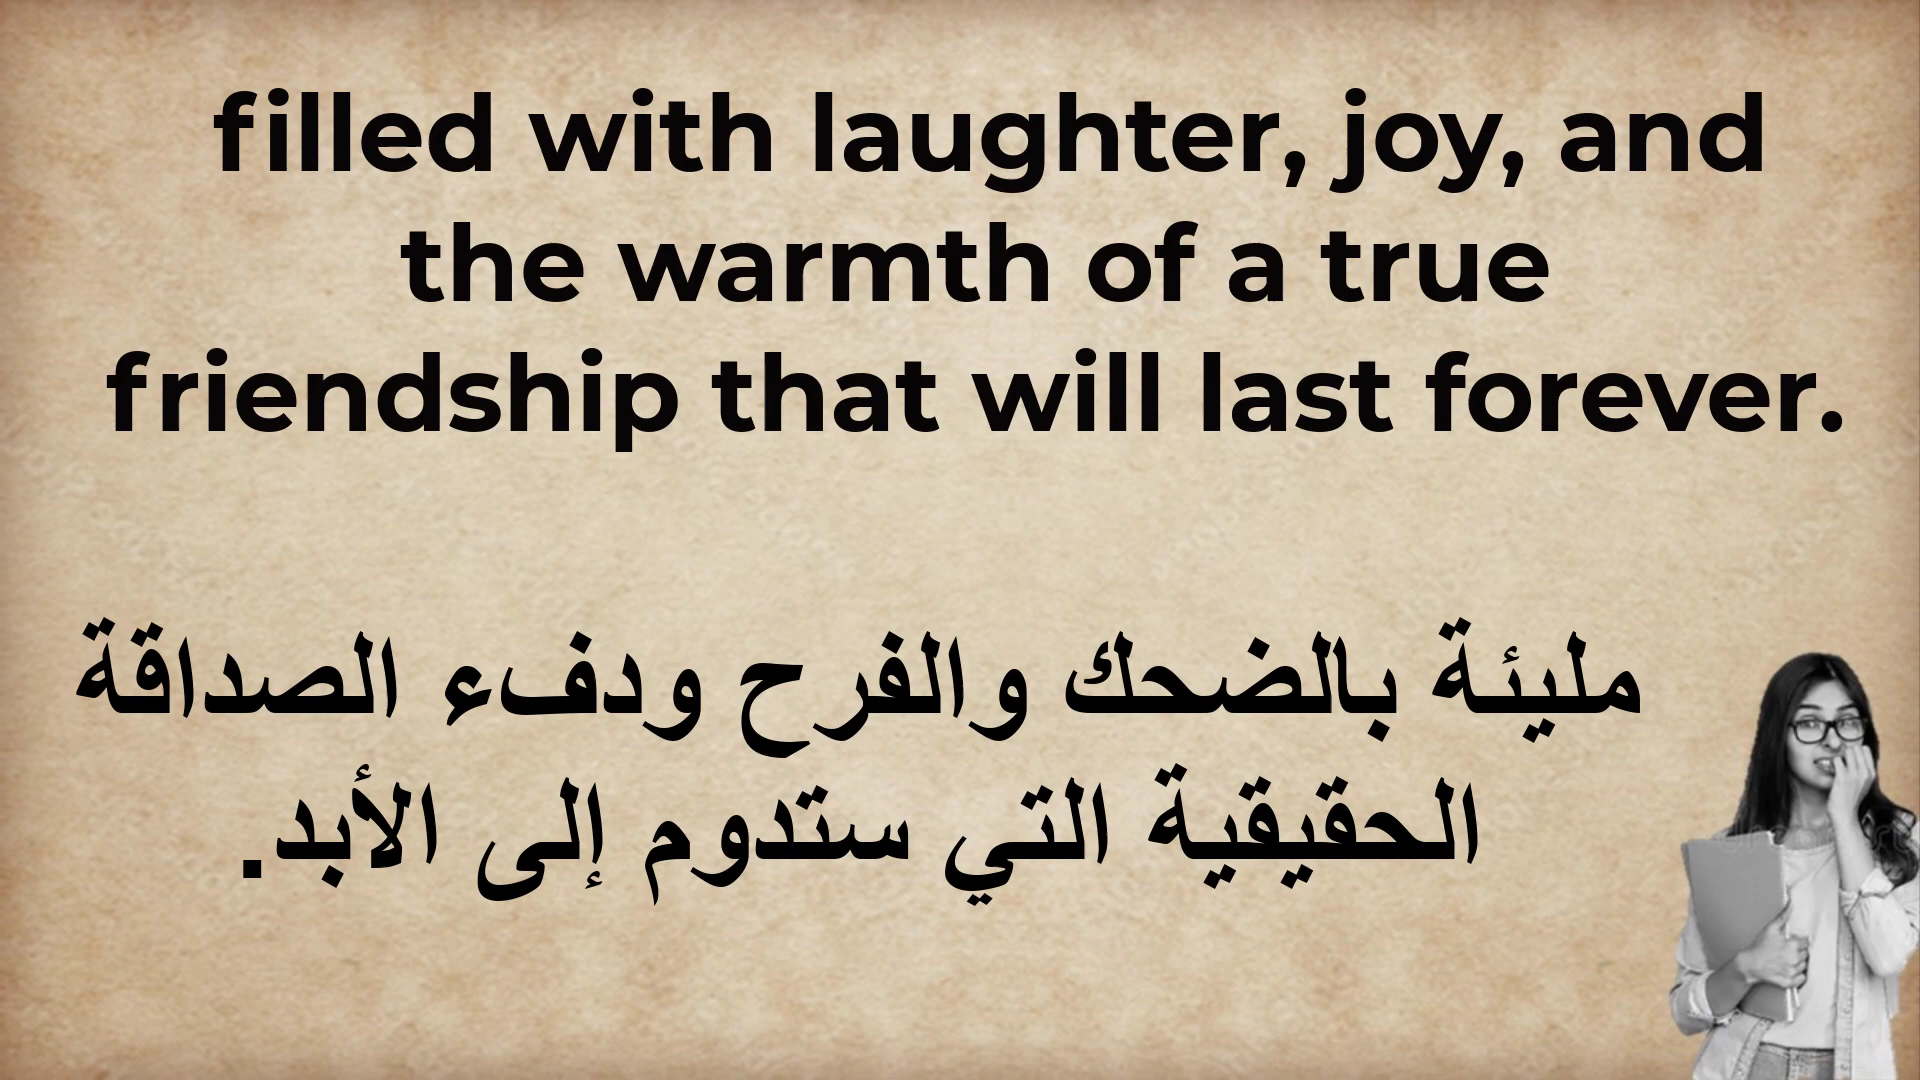 filled with laughter, joy, and
the warmth of a true
friendship that will last forever.
مليئة بالضحك والفرح ودفء الصداقة
الحقيقية التي ستدوم إلى الأبد.